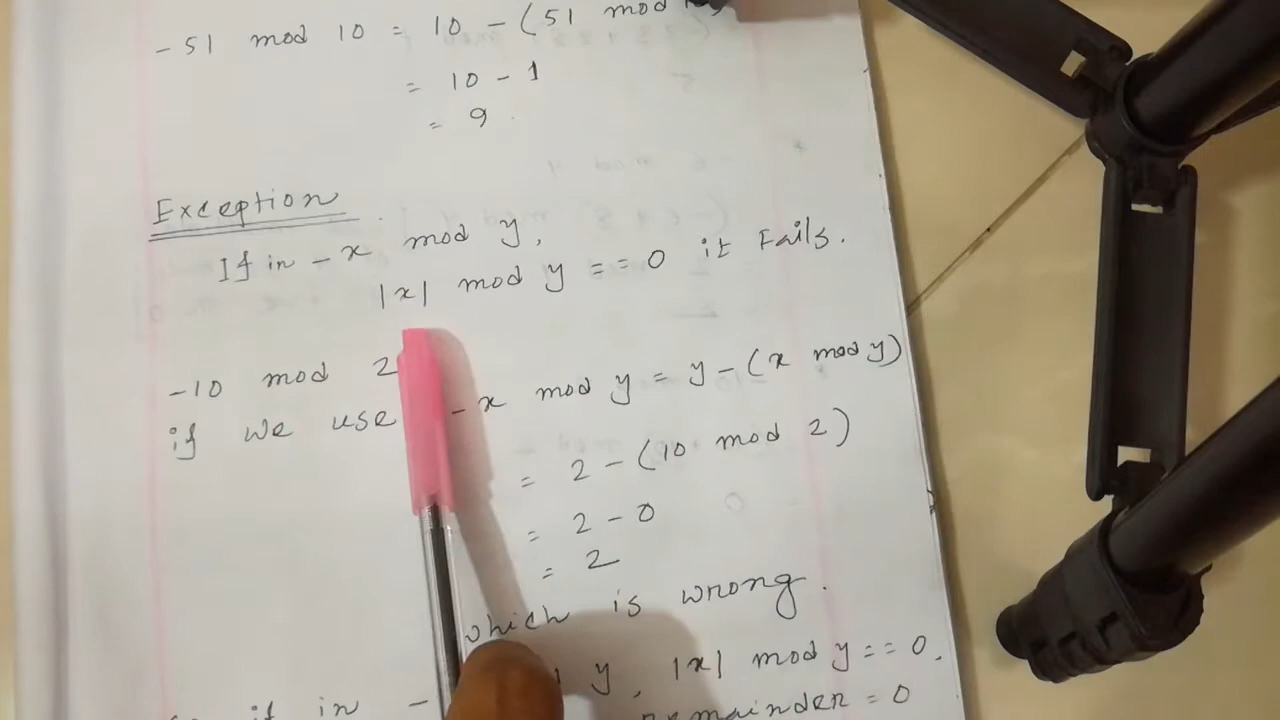 -51 mod 10 = 10 - (51 mod
= 10 - 1
= 9
Exception
If in -x mod y,
|x| mod y == 0 it Fails.
-10 mod 2
if we use -x mod y = y - (x mod y)
= 2 - (10 mod 2)
= 2 - 0
= 2
which is wrong.
if in - y, |x| mod y == 0,
remainder = 0